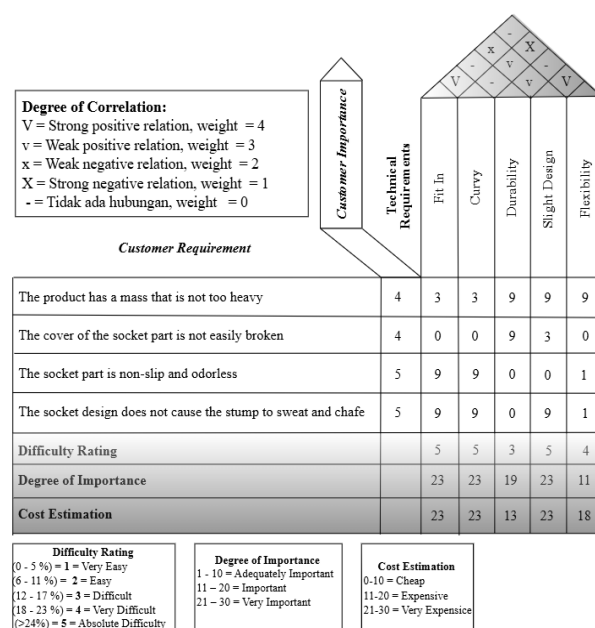 -
x X
- v -
V - v V
Degree of Correlation:
V = Strong positive relation, weight = 4
v = Weak positive relation, weight = 3
x = Weak negative relation, weight = 2
X = Strong negative relation, weight = 1
- = Tidak ada hubungan, weight = 0
Customer Importance
Technical
Requirements
Fit In
Curvy
Durability
Slight Design
Flexibility
Customer Requirement
The product has a mass that is not too heavy 4 3 3 9 9 9
The cover of the socket part is not easily broken 4 0 0 9 3 0
The socket part is non-slip and odorless 5 9 9 0 0 1
The socket design does not cause the stump to sweat and chafe 5 9 9 0 9 1
Difficulty Rating 5 5 3 5 4
Degree of Importance 23 23 19 23 11
Cost Estimation 23 23 13 23 18
Difficulty Rating
(0 - 5 %) = 1 = Very Easy
(6 - 11 %) = 2 = Easy
(12 - 17 %) = 3 = Difficult
(18 - 23 %) = 4 = Very Difficult
(>24%) = 5 = Absolute Difficulty
Degree of Importance
1 - 10 = Adequately Important
11 – 20 = Important
21 – 30 = Very Important
Cost Estimation
0-10 = Cheap
11-20 = Expensive
21-30 = Very Expensice